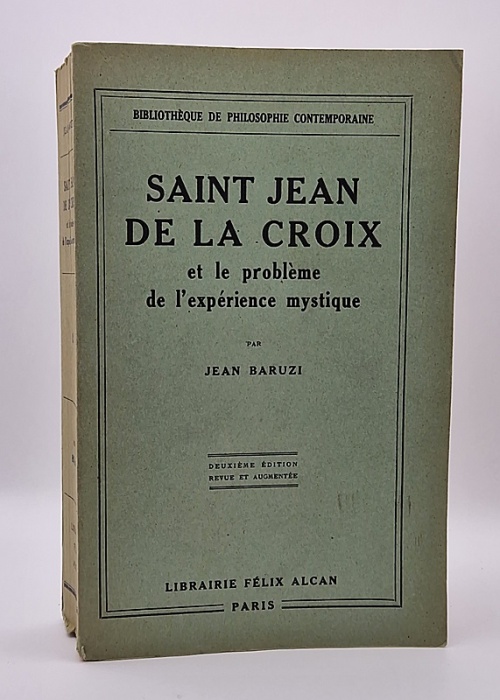 BIBLIOTHÈQUE DE PHILOSOPHIE CONTEMPORAINE
SAINT JEAN
DE LA CROIX
et le problème
de l'expérience mystique
PAR
JEAN BARUZI
DEUXIÈME ÉDITION
REVUE ET AUGMENTÉE
LIBRAIRIE FÉLIX ALCAN
PARIS